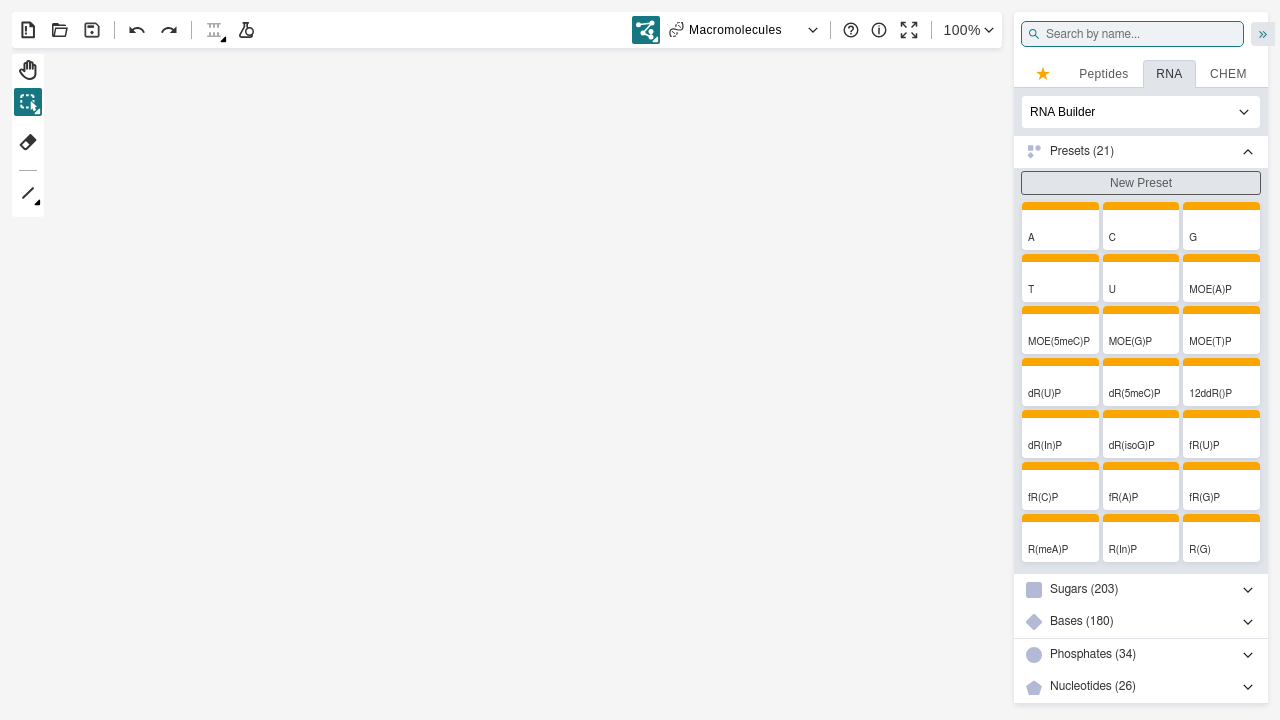 Macromolecules
100%
Search by name...
Peptides
RNA
CHEM
RNA Builder
Presets (21)
New Preset
A
C
G
T
U
MOE(A)P
MOE(5meC)P
MOE(G)P
MOE(T)P
dR(U)P
dR(5meC)P
12ddR()P
dR(In)P
dR(isoG)P
fR(U)P
fR(C)P
fR(A)P
fR(G)P
R(meA)P
R(In)P
R(G)
Sugars (203)
Bases (180)
Phosphates (34)
Nucleotides (26)